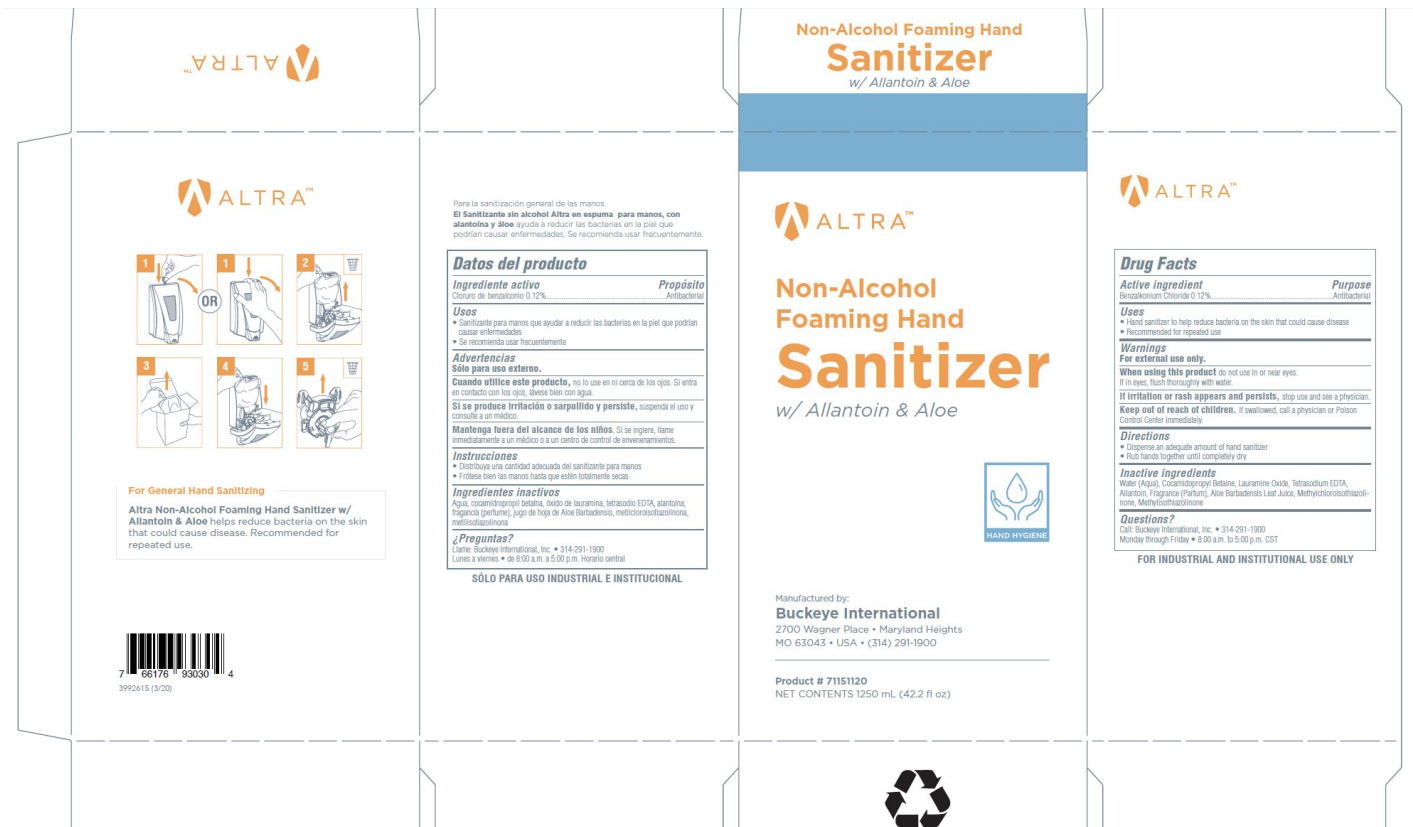 ALTRA™
ALTRA™
1
OR
1
2
3
4
5
For General Hand Sanitizing
Altra Non-Alcohol Foaming Hand Sanitizer w/
Allantoin & Aloe helps reduce bacteria on the skin
that could cause disease. Recommended for
repeated use.
7 66176 93030 4
3992615 (3/20)
Para la sanitización general de las manos
El Sanitizante sin alcohol Altra en espuma para manos, con
alantoína y áloe ayuda a reducir las bacterias en la piel que
podrían causar enfermedades. Se recomienda usar frecuentemente.
Datos del producto
Ingrediente activo Propósito
Cloruro de benzalconio 0.12%........Antibacterial
Usos
• Sanitizante para manos que ayudar a reducir las bacterias en la piel que podrían
causar enfermedades
• Se recomienda usar frecuentemente
Advertencias
Sólo para uso externo.
Cuando utilice este producto, no lo use en ni cerca de los ojos. Si entra
en contacto con los ojos, lávese bien con agua.
Si se produce irritación o sarpullido y persiste, suspenda el uso y
consulte a un médico.
Mantenga fuera del alcance de los niños. Si se ingiere, llame
inmediatamente a un médico o a un centro de control de envenenamientos.
Instrucciones
• Distribuya una cantidad adecuada del sanitizante para manos
• Frótese bien las manos hasta que estén totalmente secas
Ingredientes inactivos
Agua, cocamidropropil betaína, óxido de lauramina, tetrasodio EDTA, alantoína,
fragancia (perfume), jugo de hoja de Aloe Barbadensis, metilcloroisotiazolinona,
metilisotiazolinona
¿Preguntas?
Llame: Buckeye International, Inc. • 314-291-1900
Lunes a viernes • de 8:00 a.m. a 5:00 p.m. Horario central
SÓLO PARA USO INDUSTRIAL E INSTITUCIONAL
Non-Alcohol Foaming Hand
Sanitizer
w/ Allantoin & Aloe
ALTRA™
Non-Alcohol
Foaming Hand
Sanitizer
w/ Allantoin & Aloe
HAND HYGIENE
Manufactured by:
Buckeye International
2700 Wagner Place • Maryland Heights
MO 63043 • USA • (314) 291-1900
Product # 71151120
NET CONTENTS 1250 mL (42.2 fl oz)
ALTRA™
Drug Facts
Active ingredient Purpose
Benzalkonium Chloride 0.12%........Antibacterial
Uses
• Hand sanitizer to help reduce bacteria on the skin that could cause disease
• Recommended for repeated use
Warnings
For external use only.
When using this product do not use in or near eyes.
If in eyes, flush thoroughly with water.
If irritation or rash appears and persists, stop use and see a physician.
Keep out of reach of children. If swallowed, call a physician or Poison
Control Center immediately.
Directions
• Dispense an adequate amount of hand sanitizer
• Rub hands together until completely dry
Inactive ingredients
Water (Aqua), Cocamidopropyl Betaine, Lauramine Oxide, Tetrasodium EDTA,
Allantoin, Fragrance (Parfum), Aloe Barbadensis Leaf Juice, Methylchloroisothiazoli-
none, Methylisothiazolinone
Questions?
Call: Buckeye International, Inc. • 314-291-1900
Monday through Friday • 8:00 a.m. to 5:00 p.m. CST
FOR INDUSTRIAL AND INSTITUTIONAL USE ONLY